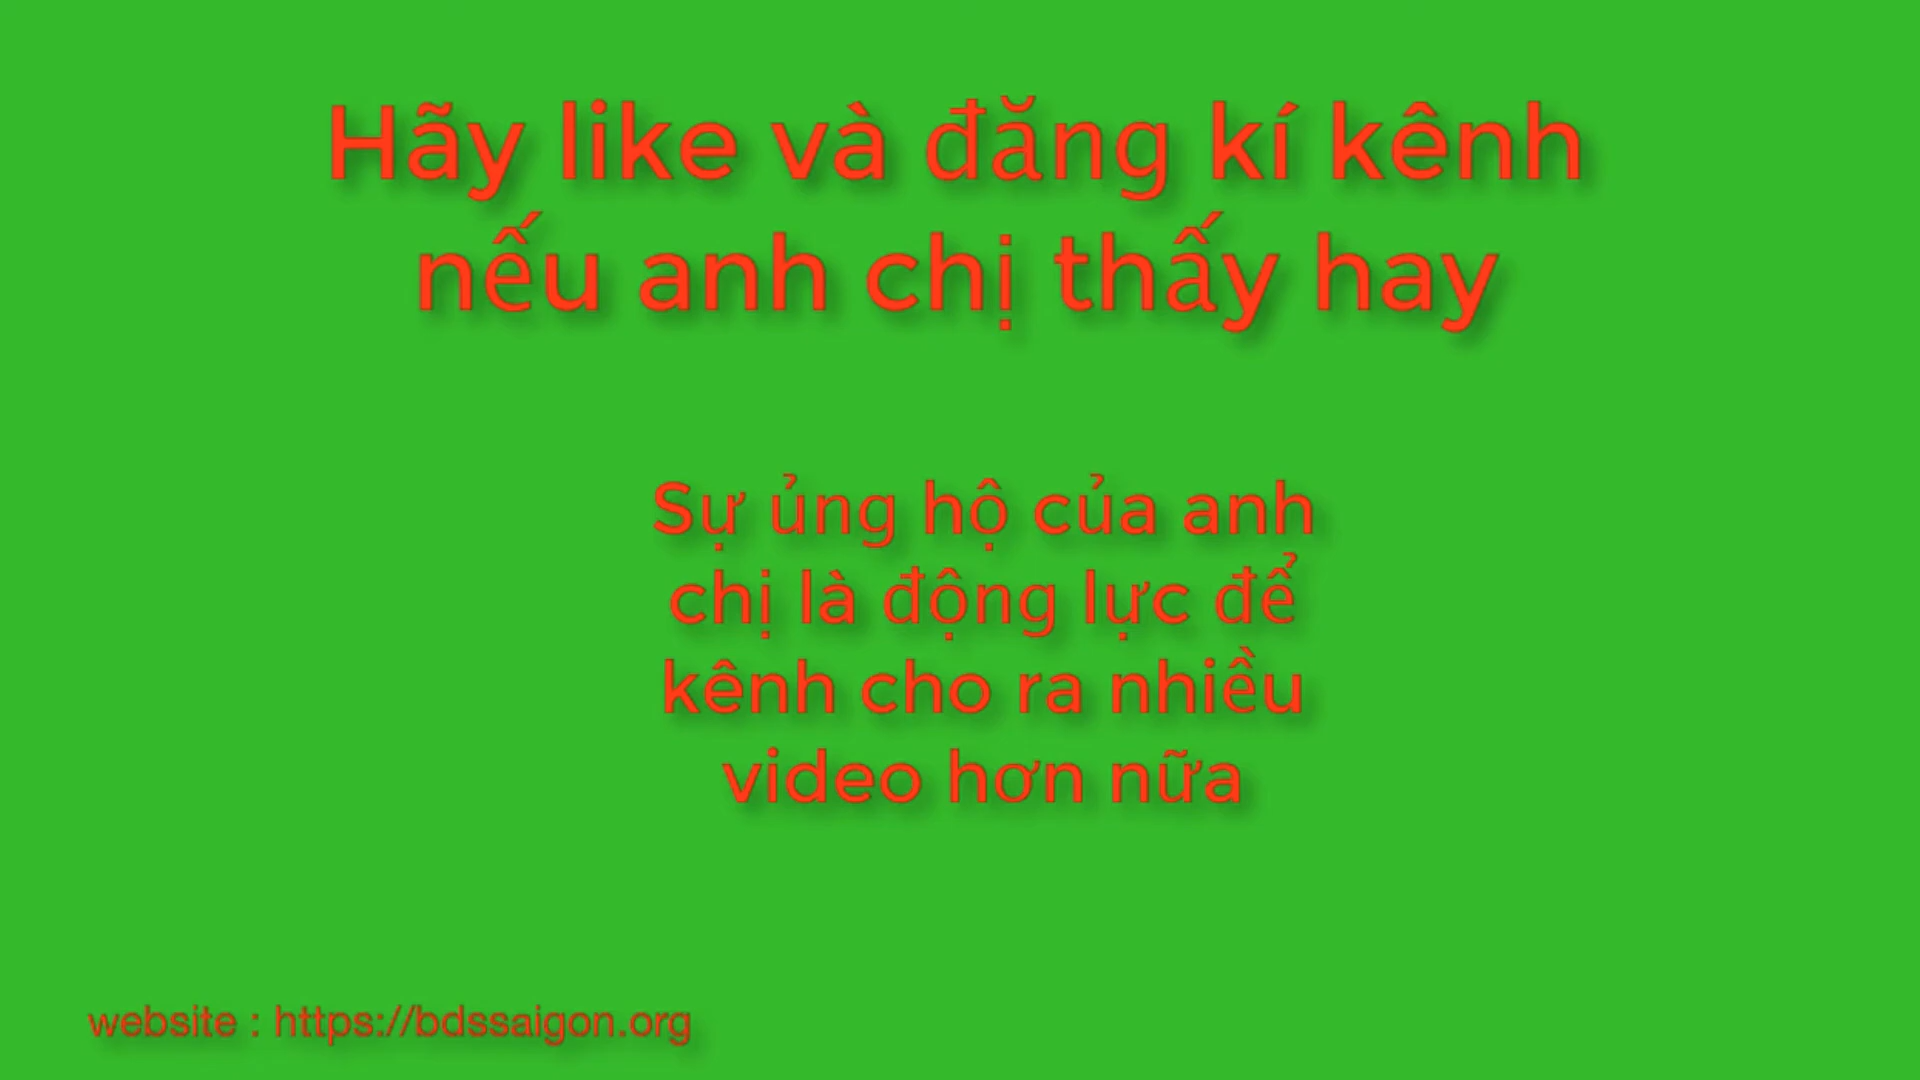 Hãy like và đăng kí kênh
nếu anh chị thấy hay
Sự ủng hộ của anh
chị là động lực để
kênh cho ra nhiều
video hơn nữa
website : https://bdssaigon.org